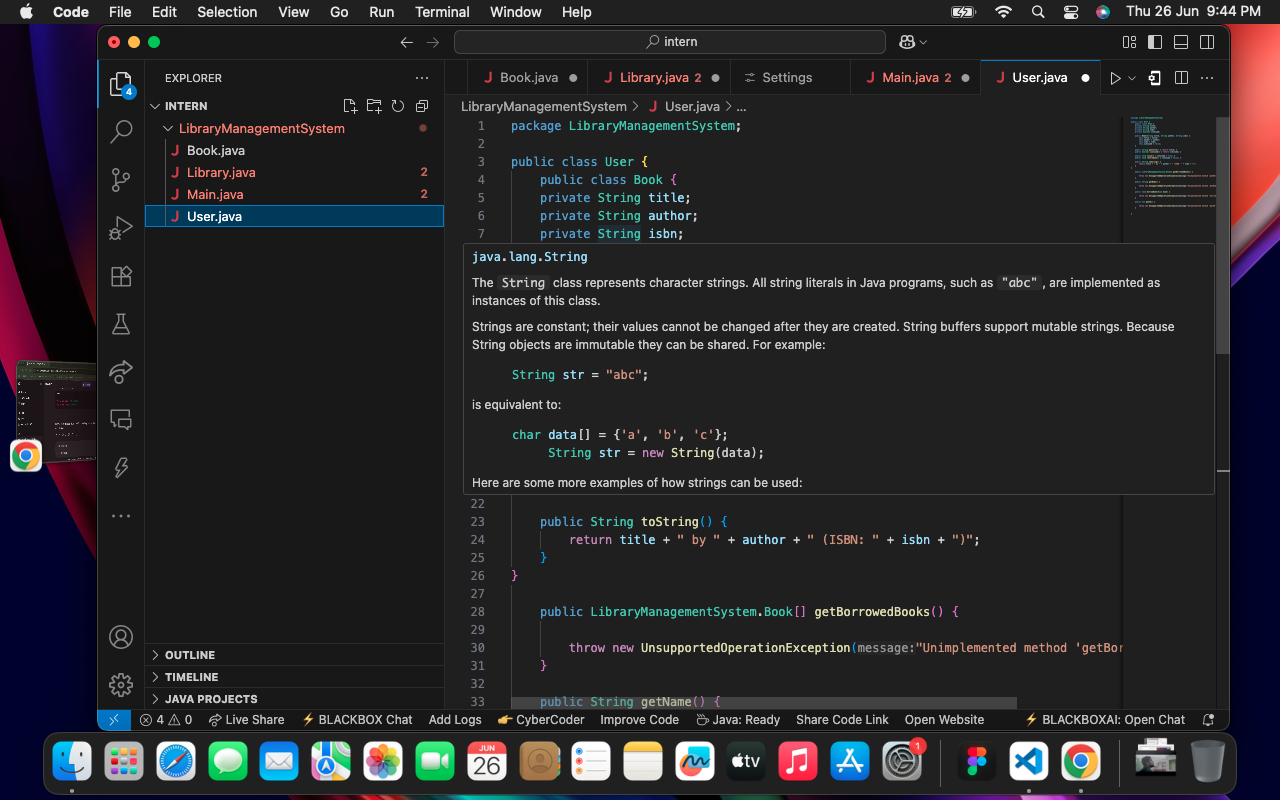 Code File Edit Selection View Go Run Terminal Window Help Thu 26 Jun 9:44 PM
intern
EXPLORER
INTERN
LibraryManagementSystem
Book.java
Library.java 2
Main.java 2
User.java
4
OUTLINE
TIMELINE
JAVA PROJECTS
Book.java Library.java 2 Settings Main.java 2 User.java
LibraryManagementSystem > User.java > ...
1 package LibraryManagementSystem;
2
3 public class User {
4 public class Book {
5 private String title;
6 private String author;
7 private String isbn;
java.lang.String
The String class represents character strings. All string literals in Java programs, such as "abc", are implemented as
instances of this class.
Strings are constant; their values cannot be changed after they are created. String buffers support mutable strings. Because
String objects are immutable they can be shared. For example:
String str = "abc";
is equivalent to:
char data[] = {'a', 'b', 'c'};
String str = new String(data);
Here are some more examples of how strings can be used:
22
23 public String toString() {
24 return title + " by " + author + " (ISBN: " + isbn + ")";
25 }
26 }
27
28 public LibraryManagementSystem.Book[] getBorrowedBooks() {
29
30 throw new UnsupportedOperationException(message:"Unimplemented method 'getBor
31 }
32
33 public String getName() {
4 0 Live Share BLACKBOX Chat Add Logs CyberCoder Improve Code Java: Ready Share Code Link Open Website BLACKBOXAI: Open Chat
JUN
26
tv
1